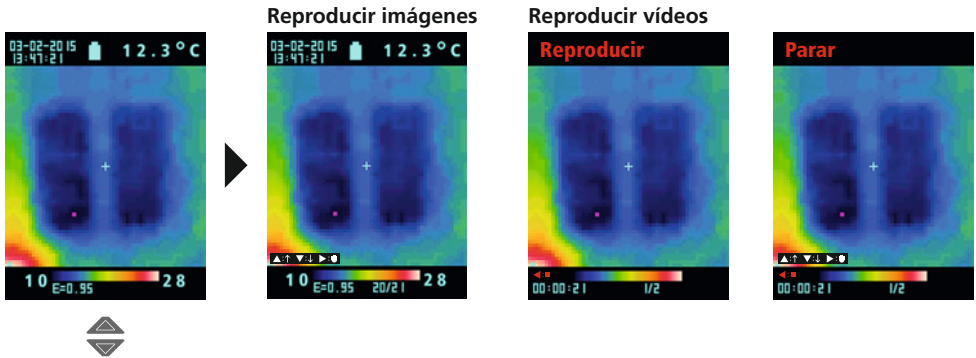 Reproducir imágenes
Reproducir vídeos
03-02-2015
13:47:21
12.3°C
10
E=0.95
28
03-02-2015
13:47:21
12.3°C
▲:↑ ▼:↓ ▶:
10
E=0.95
20/21
28
Reproducir
◀:■
00:00:21
1/2
Parar
▲:↑ ▼:↓ ▶:
◀:■
00:00:21
1/2